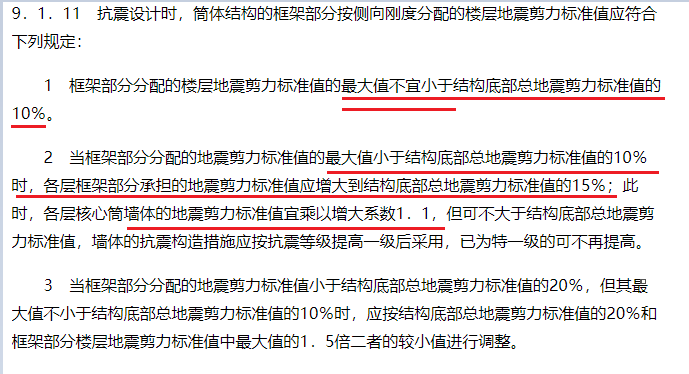 9．1．11　抗震设计时，筒体结构的框架部分按侧向刚度分配的楼层地震剪力标准值应符合
下列规定：
1　框架部分分配的楼层地震剪力标准值的最大值不宜小于结构底部总地震剪力标准值的
10%。
2　当框架部分分配的地震剪力标准值的最大值小于结构底部总地震剪力标准值的10%
时，各层框架部分承担的地震剪力标准值应增大到结构底部总地震剪力标准值的15%；此
时，各层核心筒墙体的地震剪力标准值宜乘以增大系数1．1，但可不大于结构底部总地震剪
力标准值，墙体的抗震构造措施应按抗震等级提高一级后采用，已为特一级的可不再提高。
3　当框架部分分配的地震剪力标准值小于结构底部总地震剪力标准值的20%，但其最
大值不小于结构底部总地震剪力标准值的10%时，应按结构底部总地震剪力标准值的20%和
框架部分楼层地震剪力标准值中最大值的1．5倍二者的较小值进行调整。